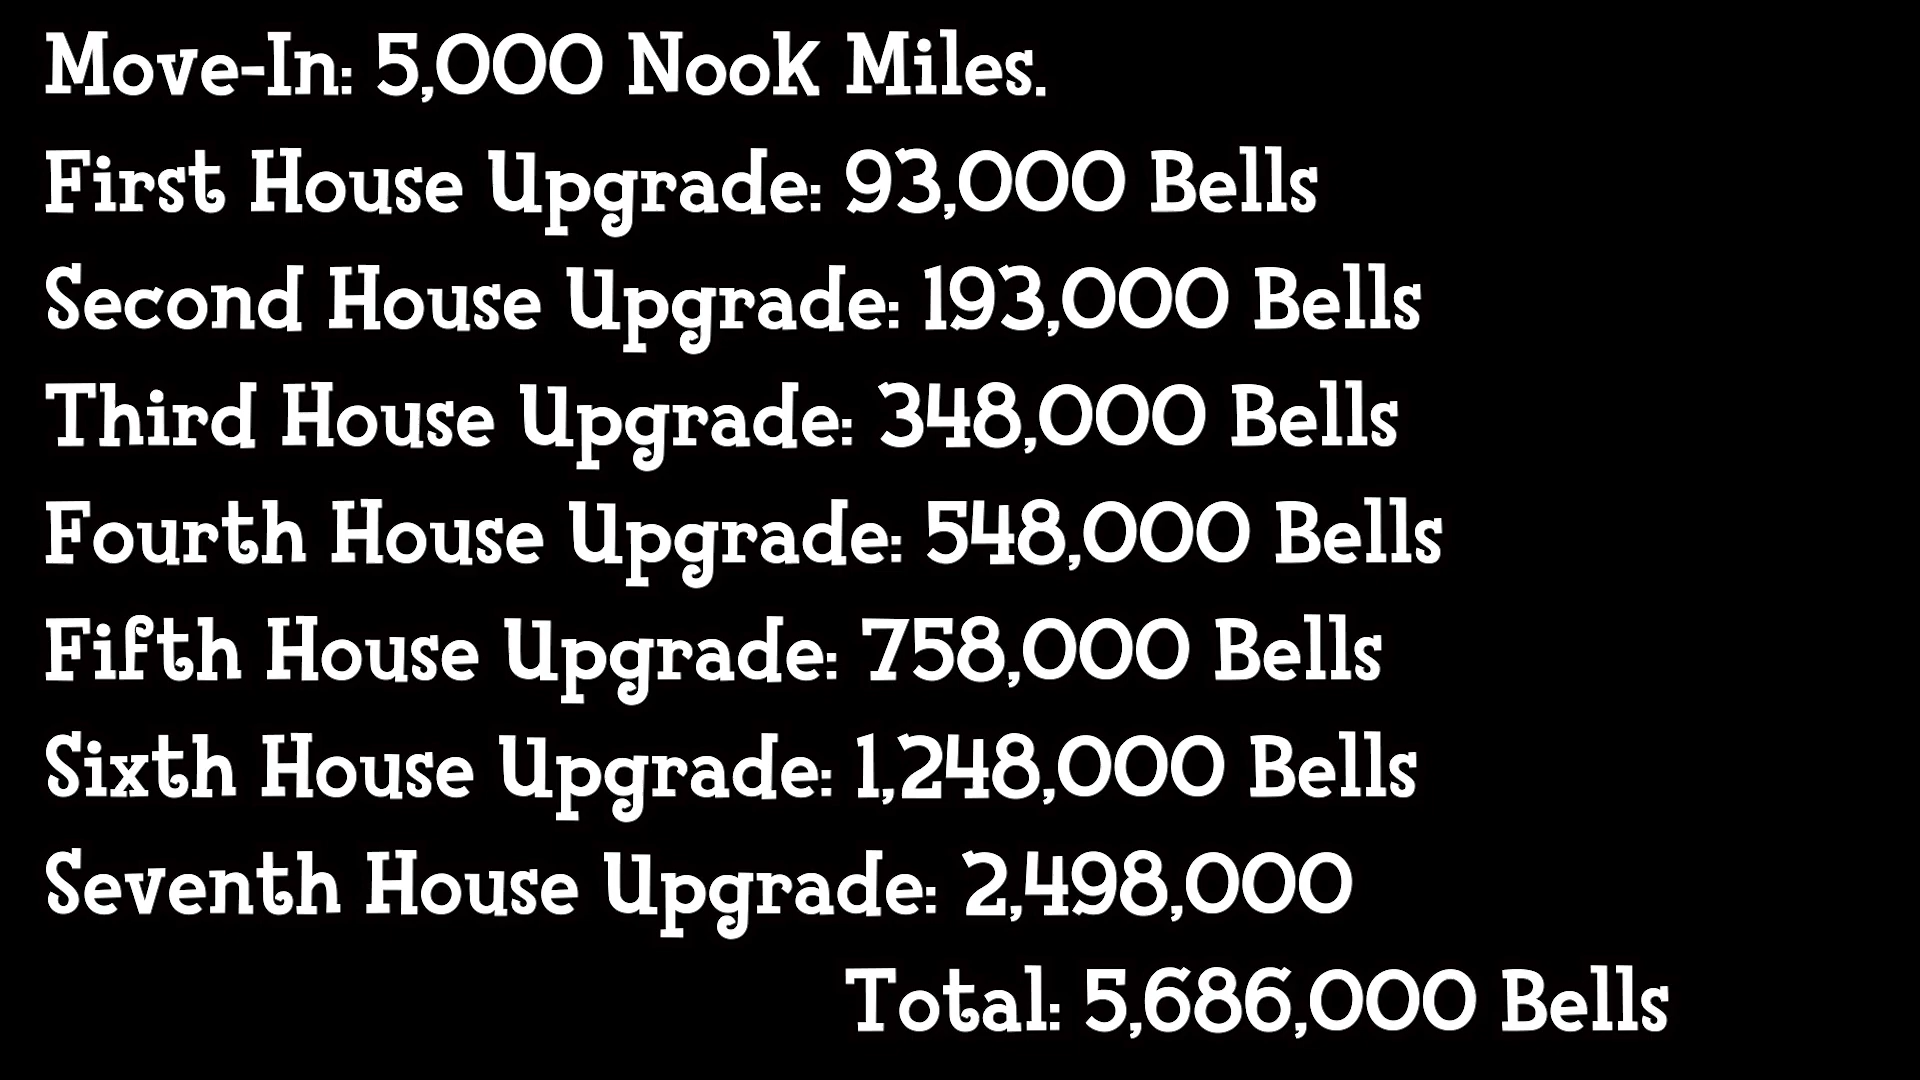 Move-In: 5,000 Nook Miles.
First House Upgrade: 93,000 Bells
Second House Upgrade: 193,000 Bells
Third House Upgrade: 348,000 Bells
Fourth House Upgrade: 548,000 Bells
Fifth House Upgrade: 758,000 Bells
Sixth House Upgrade: 1,248,000 Bells
Seventh House Upgrade: 2,498,000
Total: 5,686,000 Bells